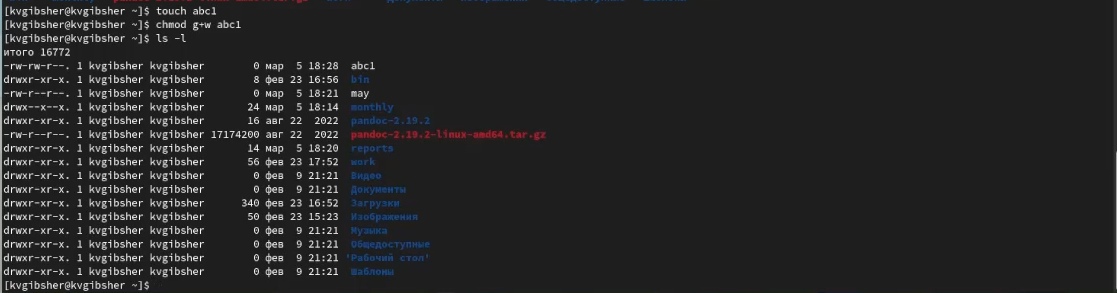 [kvgibsher@kvgibsher ~]$ touch abc1
[kvgibsher@kvgibsher ~]$ chmod g+w abc1
[kvgibsher@kvgibsher ~]$ ls -l
итого 16772
-rw-rw-r--. 1 kvgibsher kvgibsher        0 мар  5 18:28  abc1
drwxr-xr-x. 1 kvgibsher kvgibsher        8 фев 23 16:56  bin
-rw-r--r--. 1 kvgibsher kvgibsher        0 мар  5 18:21  may
drwx--x--x. 1 kvgibsher kvgibsher       24 мар  5 18:14  monthly
drwxr-xr-x. 1 kvgibsher kvgibsher       16 авг 22  2022  pandoc-2.19.2
-rw-r--r--. 1 kvgibsher kvgibsher 17174200 авг 22  2022  pandoc-2.19.2-linux-amd64.tar.gz
drwxr-xr-x. 1 kvgibsher kvgibsher       14 мар  5 18:20  reports
drwxr-xr-x. 1 kvgibsher kvgibsher       56 фев 23 17:52  work
drwxr-xr-x. 1 kvgibsher kvgibsher        0 фев  9 21:21  Видео
drwxr-xr-x. 1 kvgibsher kvgibsher        0 фев  9 21:21  Документы
drwxr-xr-x. 1 kvgibsher kvgibsher      340 фев 23 16:52  Загрузки
drwxr-xr-x. 1 kvgibsher kvgibsher       50 фев 23 15:23  Изображения
drwxr-xr-x. 1 kvgibsher kvgibsher        0 фев  9 21:21  Музыка
drwxr-xr-x. 1 kvgibsher kvgibsher        0 фев  9 21:21  Общедоступные
drwxr-xr-x. 1 kvgibsher kvgibsher        0 фев  9 21:21 'Рабочий стол'
drwxr-xr-x. 1 kvgibsher kvgibsher        0 фев  9 21:21  Шаблоны
[kvgibsher@kvgibsher ~]$